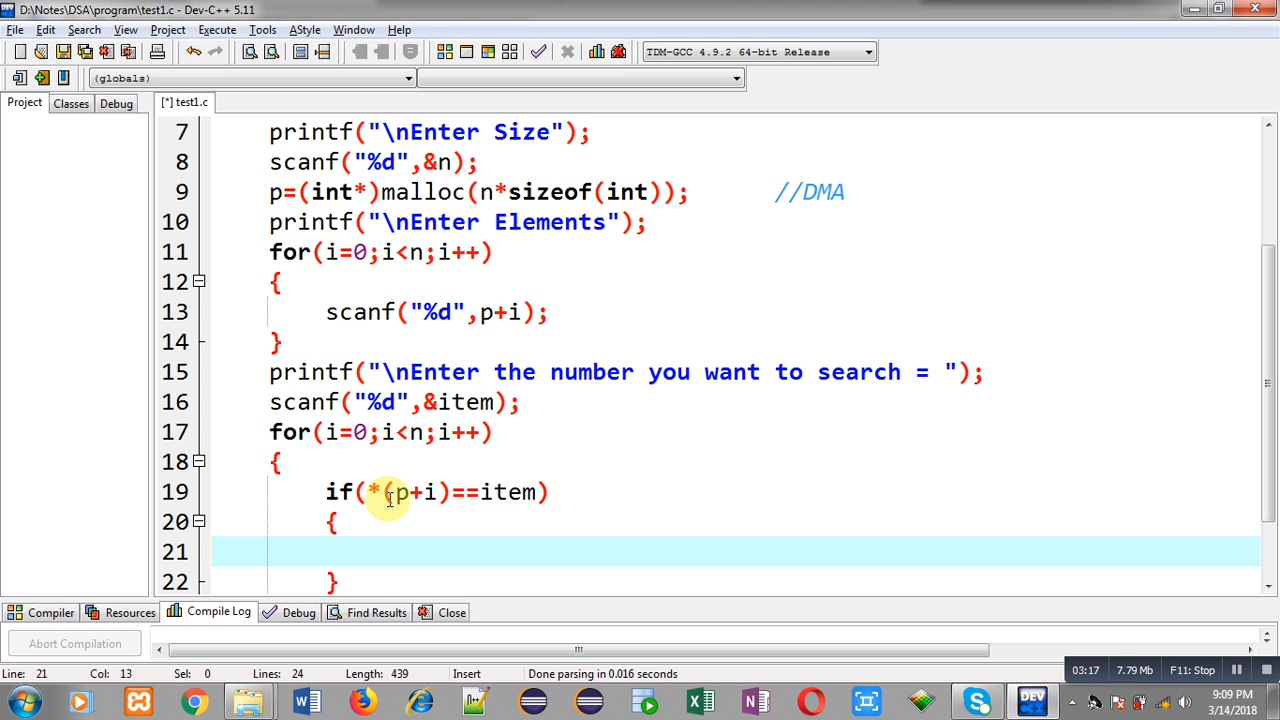 D:\Notes\DSA\program\test1.c - Dev-C++ 5.11
File Edit Search View Project Execute Tools AStyle Window Help
TDM-GCC 4.9.2 64-bit Release
(globals)
Project Classes Debug [*] test1.c
7 printf("\nEnter Size");
8 scanf("%d",&n);
9 p=(int*)malloc(n*sizeof(int)); //DMA
10 printf("\nEnter Elements");
11 for(i=0;i<n;i++)
12 {
13 scanf("%d",p+i);
14 }
15 printf("\nEnter the number you want to search = ");
16 scanf("%d",&item);
17 for(i=0;i<n;i++)
18 {
19 if(*(p+i)==item)
20 {
21
22 }
Compiler Resources Compile Log Debug Find Results Close
Abort Compilation
Line: 21 Col: 13 Sel: 0 Lines: 24 Length: 439 Insert Done parsing in 0.016 seconds
03:17 7.79 Mb F11: Stop
DEV
9:09 PM
3/14/2018